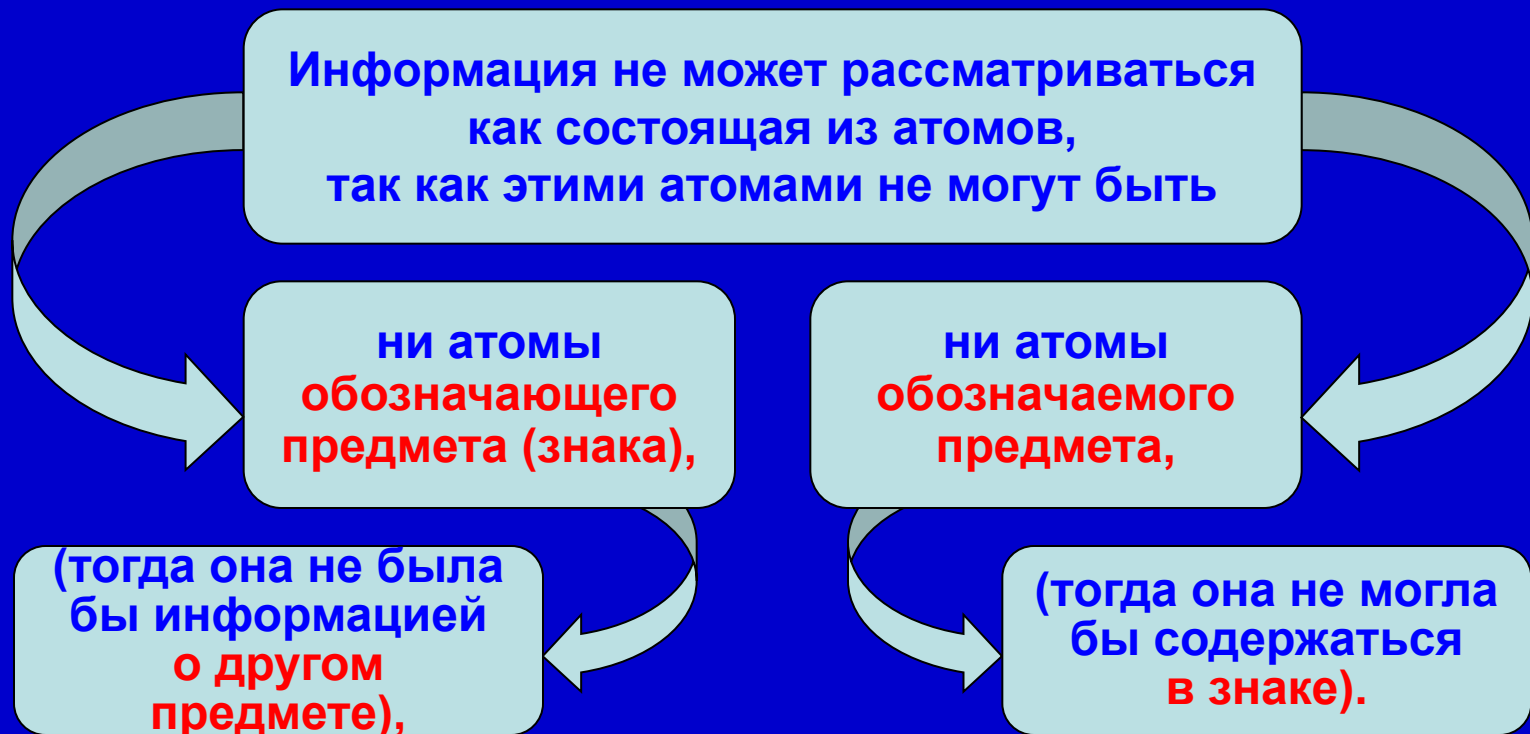 Информация не может рассматриваться
как состоящая из атомов,
так как этими атомами не могут быть
ни атомы
обозначающего
предмета (знака),
ни атомы
обозначаемого
предмета,
(тогда она не была
бы информацией
о другом
предмете),
(тогда она не могла
бы содержаться
в знаке).